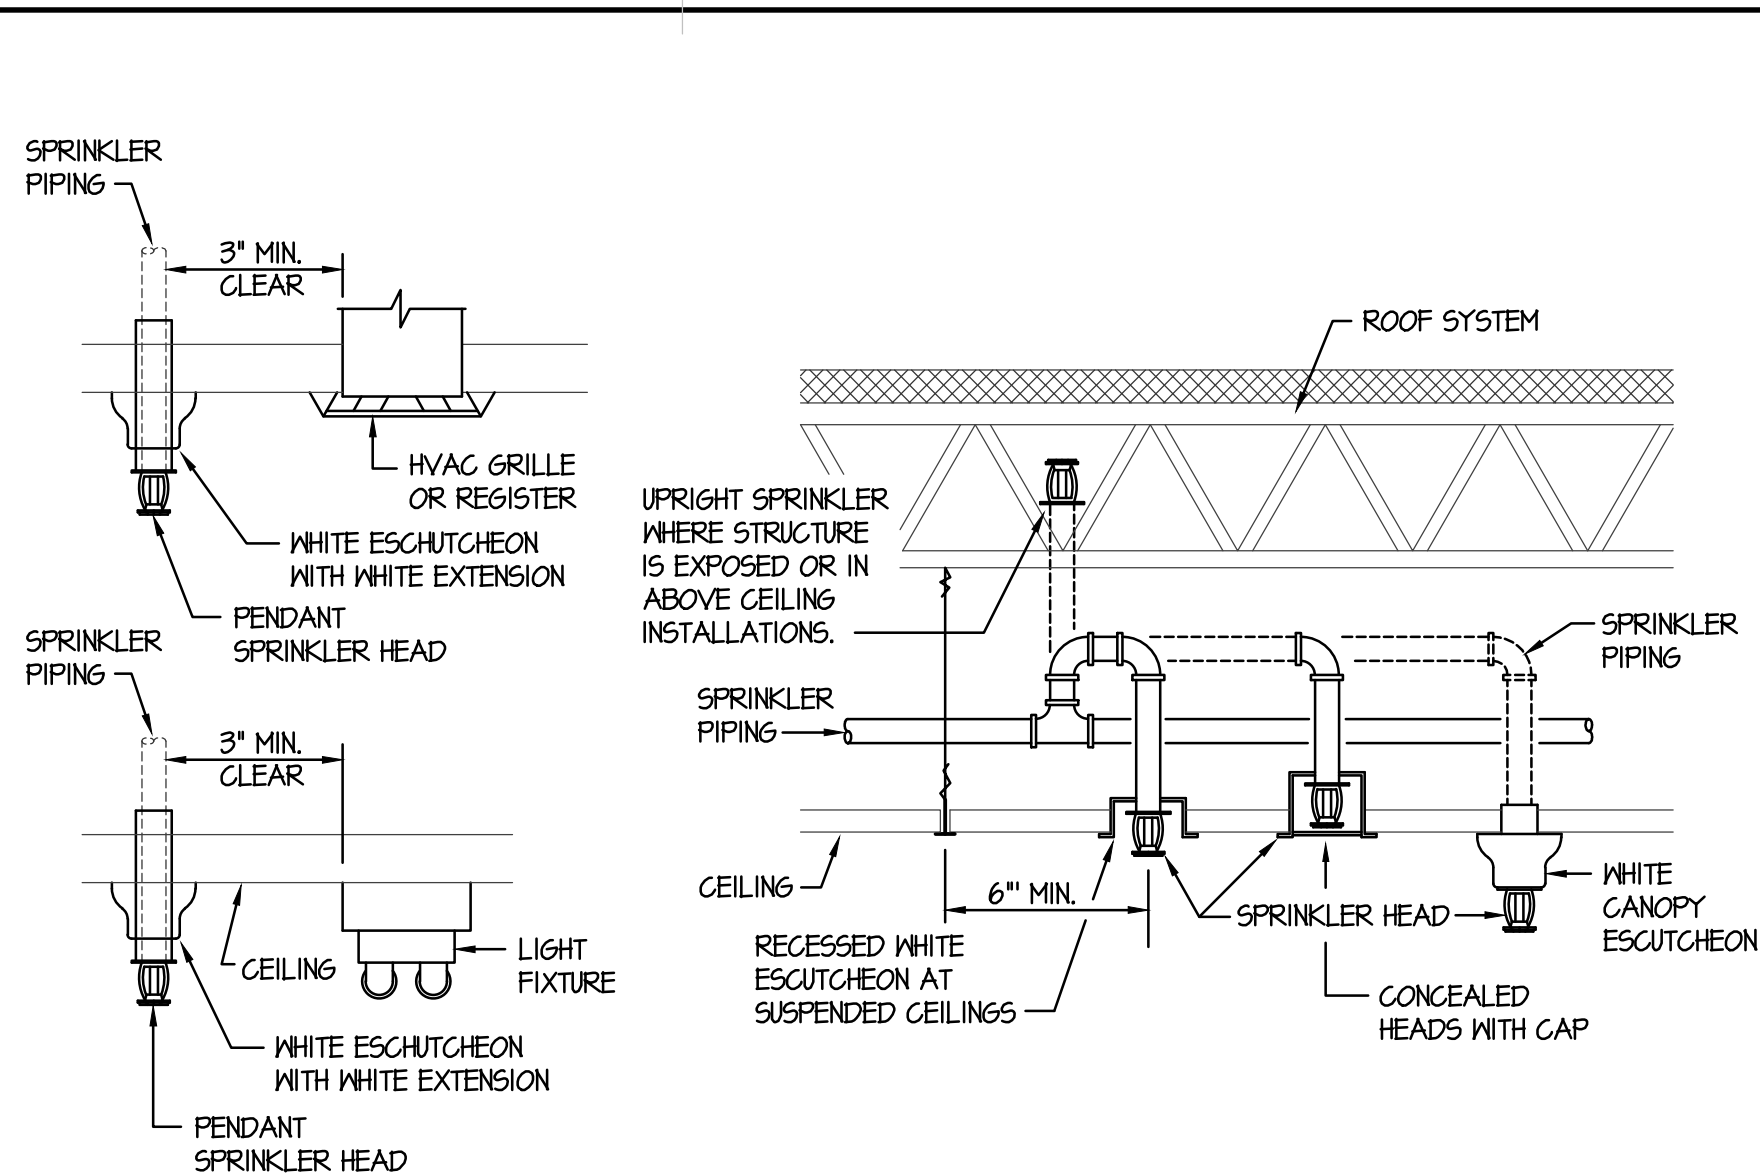 SPRINKLER
PIPING
3" MIN.
CLEAR
HVAC GRILLE
OR REGISTER
WHITE ESCHUTCHEON
WITH WHITE EXTENSION
PENDANT
SPRINKLER HEAD
SPRINKLER
PIPING
3" MIN.
CLEAR
CEILING
LIGHT
FIXTURE
WHITE ESCHUTCHEON
WITH WHITE EXTENSION
PENDANT
SPRINKLER HEAD
ROOF SYSTEM
UPRIGHT SPRINKLER
WHERE STRUCTURE
IS EXPOSED OR IN
ABOVE CEILING
INSTALLATIONS.
SPRINKLER
PIPING
SPRINKLER
PIPING
CEILING
6"' MIN.
SPRINKLER HEAD
WHITE
CANOPY
ESCUTCHEON
RECESSED WHITE
ESCUTCHEON AT
SUSPENDED CEILINGS
CONCEALED
HEADS WITH CAP